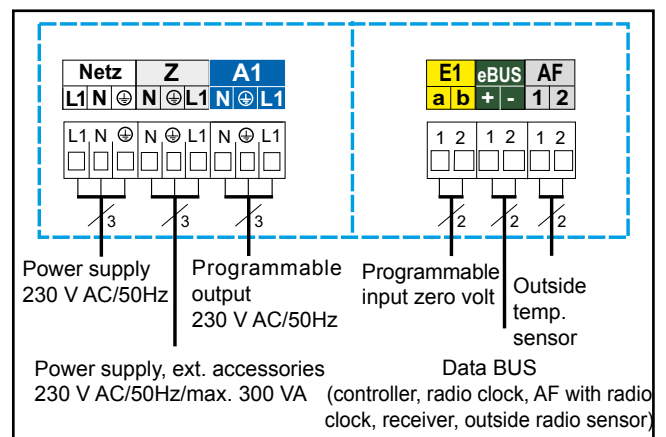 Netz Z A1 E1 eBUS AF
L1 N ⏚ N ⏚ L1 N ⏚ L1 a b + - 1 2
L1 N ⏚ N ⏚ L1 N ⏚ L1 1 2 1 2 1 2
3 3 3 2 2 2
Power supply
230 V AC/50Hz
Programmable
output
230 V AC/50Hz
Programmable
input zero volt
Outside
temp.
sensor
Power supply, ext. accessories
230 V AC/50Hz/max. 300 VA
Data BUS
(controller, radio clock, AF with radio
clock, receiver, outside radio sensor)